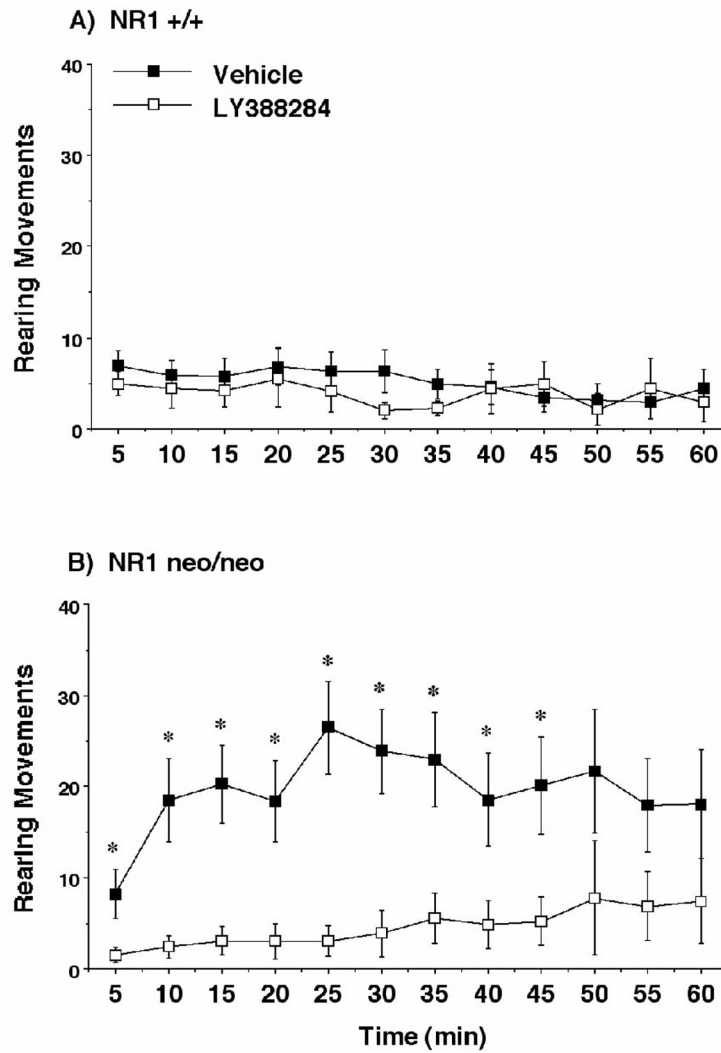 A) NR1 +/+
40
30
20
10
0
Rearing Movements
Vehicle
LY388284
5 10 15 20 25 30 35 40 45 50 55 60
B) NR1 neo/neo
40
30
20
10
0
Rearing Movements
* * * * * * * * *
5 10 15 20 25 30 35 40 45 50 55 60
Time (min)